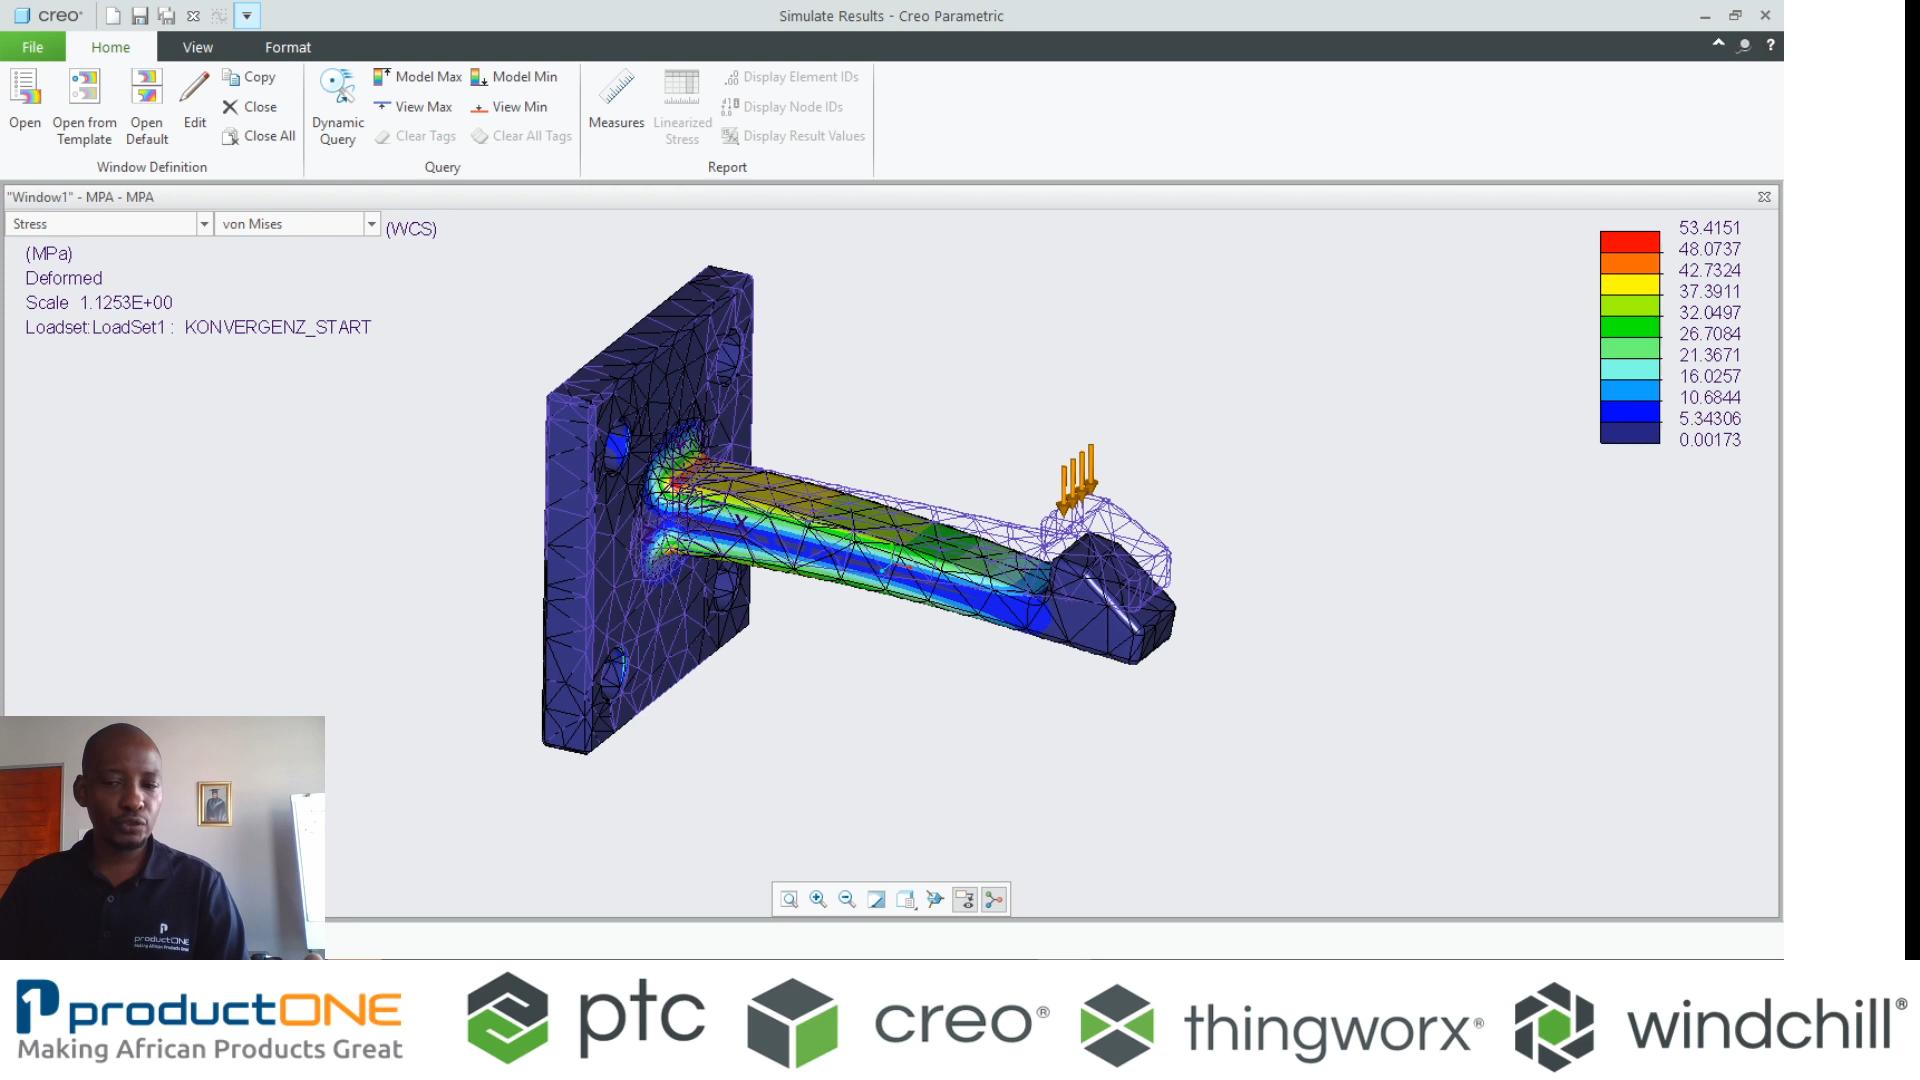 creo®
Simulate Results - Creo Parametric
File
Home
View
Format
?
Open
Open from
Template
Open
Default
Edit
Copy
Close
Close All
Window Definition
Dynamic
Query
Model Max
Model Min
View Max
View Min
Clear Tags
Clear All Tags
Query
Measures
Linearized
Stress
Display Element IDs
Display Node IDs
Display Result Values
Report
"Window1" - MPA - MPA
Stress
von Mises
(WCS)
(MPa)
Deformed
Scale 1.1253E+00
Loadset:LoadSet1 : KONVERGENZ_START
53.4151
48.0737
42.7324
37.3911
32.0497
26.7084
21.3671
16.0257
10.6844
5.34306
0.00173
productONE
Making African Products Great
productONE
Making African Products Great
ptc
creo®
thingworx®
windchill®